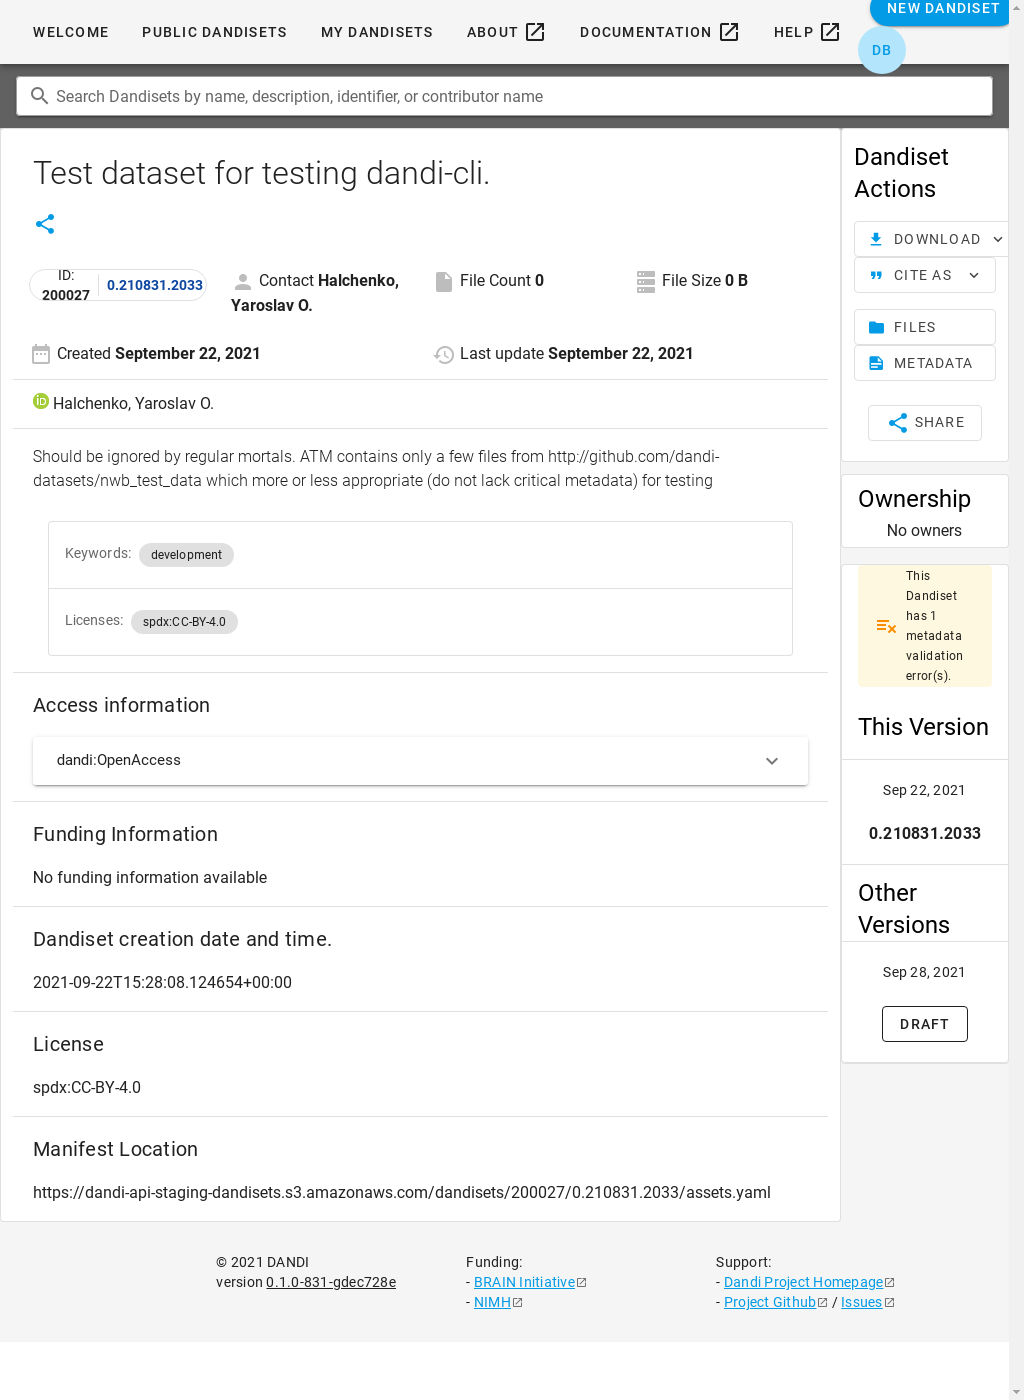 WELCOME
PUBLIC DANDISETS
MY DANDISETS
ABOUT
DOCUMENTATION
HELP
NEW DANDISET
DB
Search Dandisets by name, description, identifier, or contributor name
Test dataset for testing dandi-cli.
ID:
200027
0.210831.2033
Contact Halchenko,
Yaroslav O.
File Count 0
File Size 0 B
Created September 22, 2021
Last update September 22, 2021
iD Halchenko, Yaroslav O.
Should be ignored by regular mortals. ATM contains only a few files from http://github.com/dandi-
datasets/nwb_test_data which more or less appropriate (do not lack critical metadata) for testing
Keywords: development
Licenses: spdx:CC-BY-4.0
Access information
dandi:OpenAccess
Funding Information
No funding information available
Dandiset creation date and time.
2021-09-22T15:28:08.124654+00:00
License
spdx:CC-BY-4.0
Manifest Location
https://dandi-api-staging-dandisets.s3.amazonaws.com/dandisets/200027/0.210831.2033/assets.yaml
Dandiset
Actions
DOWNLOAD
CITE AS
FILES
METADATA
SHARE
Ownership
No owners
This
Dandiset
has 1
metadata
validation
error(s).
This Version
Sep 22, 2021
0.210831.2033
Other
Versions
Sep 28, 2021
DRAFT
© 2021 DANDI
version 0.1.0-831-gdec728e
Funding:
- BRAIN Initiative
- NIMH
Support:
- Dandi Project Homepage
- Project Github / Issues